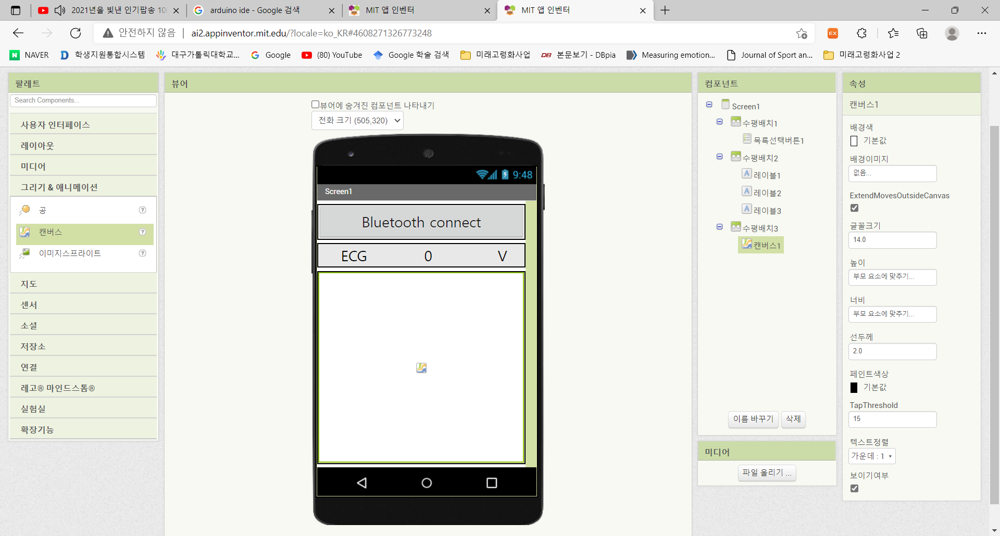 2021년을 빛낸 인기팝송 10
arduino ide - Google 검색
MIT 앱 인벤터
MIT 앱 인벤터
안전하지 않음 | ai2.appinventor.mit.edu/?locale=ko_KR#4608271326773248
EX
NAVER
학생지원통합시스템
대구가톨릭대학교...
Google
(80) YouTube
Google 학술 검색
미래고령화사업
DB 본문보기 - DBpia
Measuring emotion...
Journal of Sport an...
미래고령화사업 2
팔레트
Search Components...
사용자 인터페이스
레이아웃
미디어
그리기 & 애니메이션
공 ?
캔버스 ?
이미지스프라이트 ?
지도
센서
소셜
저장소
연결
레고® 마인드스톰®
실험실
확장기능
뷰어
뷰어에 숨겨진 컴포넌트 나타내기
전화 크기 (505,320)
9:48
Screen1
Bluetooth connect
ECG 0 V
컴포넌트
Screen1
수평배치1
목록선택버튼1
수평배치2
A 레이블1
A 레이블2
A 레이블3
수평배치3
캔버스1
이름 바꾸기 삭제
미디어
파일 올리기 ...
속성
캔버스1
배경색
기본값
배경이미지
없음...
ExtendMovesOutsideCanvas
글꼴크기
14.0
높이
부모 요소에 맞추기...
너비
부모 요소에 맞추기...
선두께
2.0
페인트색상
기본값
TapThreshold
15
텍스트정렬
가운데 : 1
보이기여부